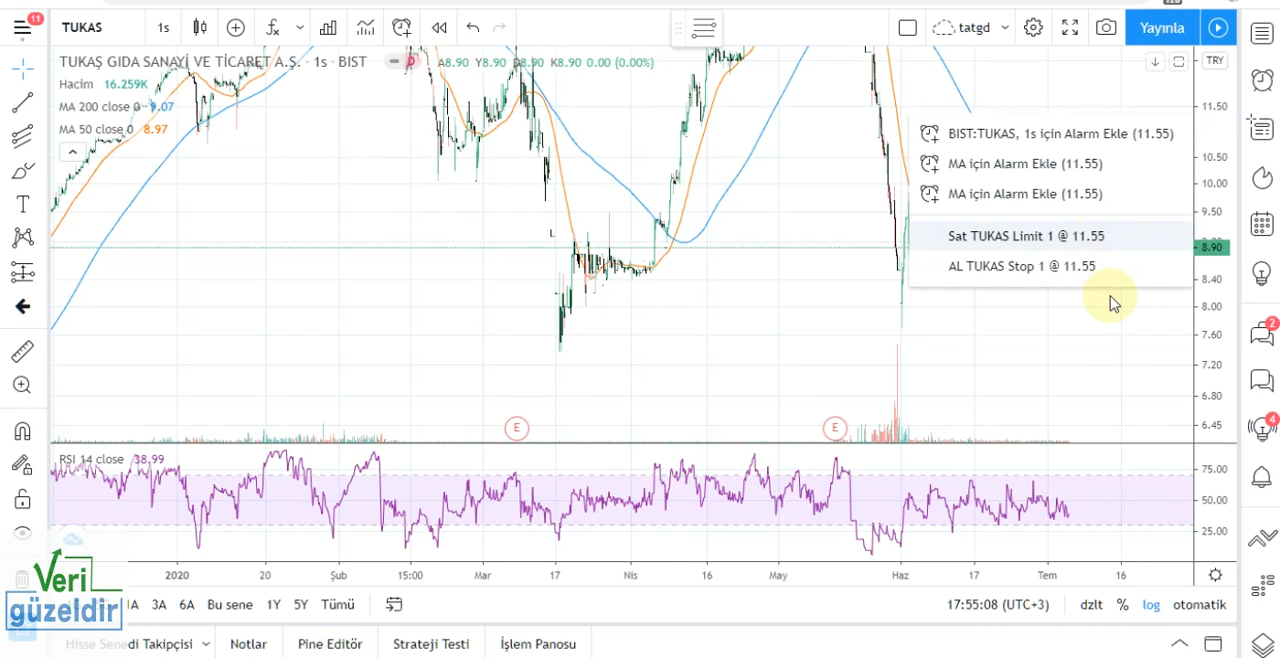 11
TUKAS
1s
tatgd
Yayınla
TUKAŞ GIDA SANAYİ VE TİCARET A.Ş. · 1s · BIST
D
A8.90 Y8.90 D8.90 K8.90 0.00 (0.00%)
TRY
Hacim 16.259K
MA 200 close 0 9.07
MA 50 close 0 8.97
11.50
10.50
10.00
9.50
8.90
8.40
8.00
7.60
7.20
6.80
6.45
BIST:TUKAS, 1s için Alarm Ekle (11.55)
MA için Alarm Ekle (11.55)
MA için Alarm Ekle (11.55)
Sat TUKAS Limit 1 @ 11.55
AL TUKAS Stop 1 @ 11.55
L
2
4
E
E
RSI 14 close 38.99
75.00
50.00
25.00
2020
20
Şub
15:00
Mar
17
Nis
16
May
Haz
17
Tem
16
Veri
güzeldir
3A 6A Bu sene 1Y 5Y Tümü
17:55:08 (UTC+3)
dzlt % log otomatik
Hisse Senedi Takipçisi
Notlar
Pine Editör
Strateji Testi
İşlem Panosu